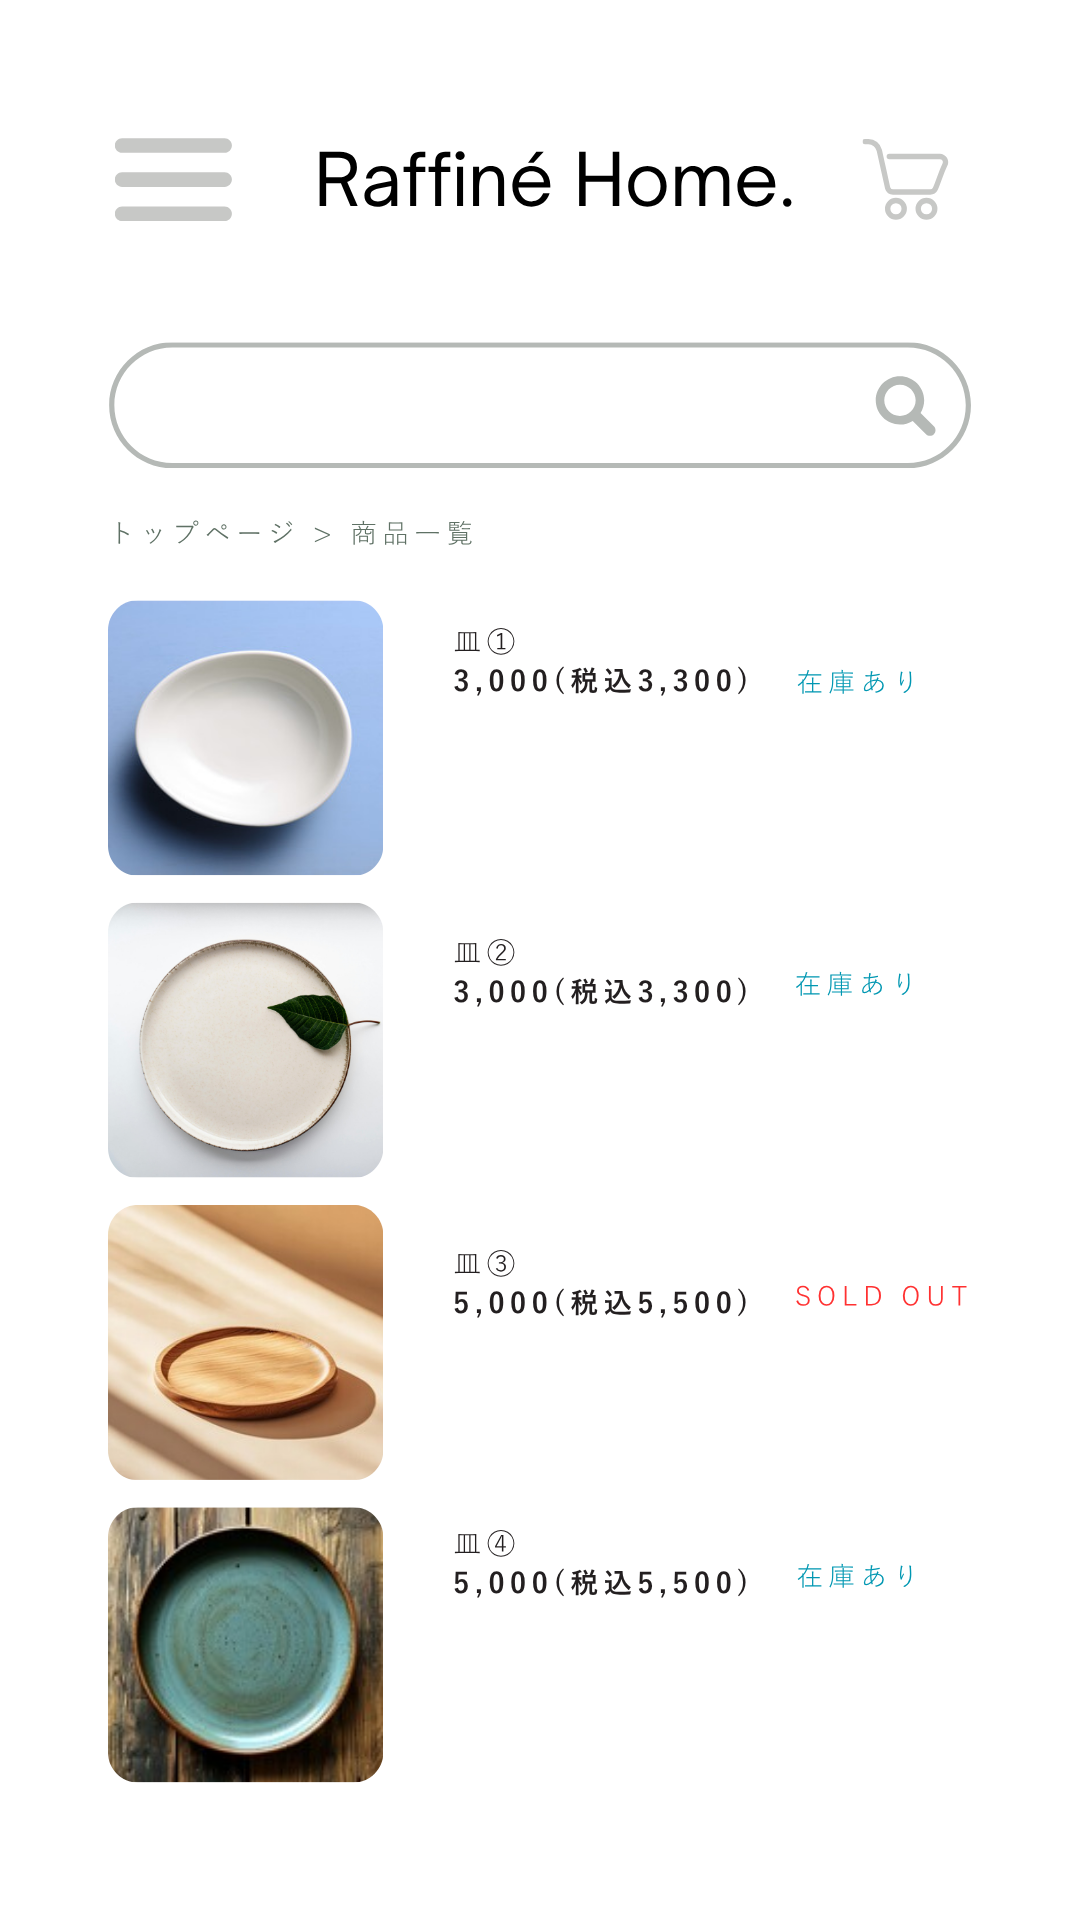 Raffiné Home.
トップページ > 商品一覧
皿①
3,000(税込3,300) 在庫あり
皿②
3,000(税込3,300) 在庫あり
皿③
5,000(税込5,500) SOLD OUT
皿④
5,000(税込5,500) 在庫あり